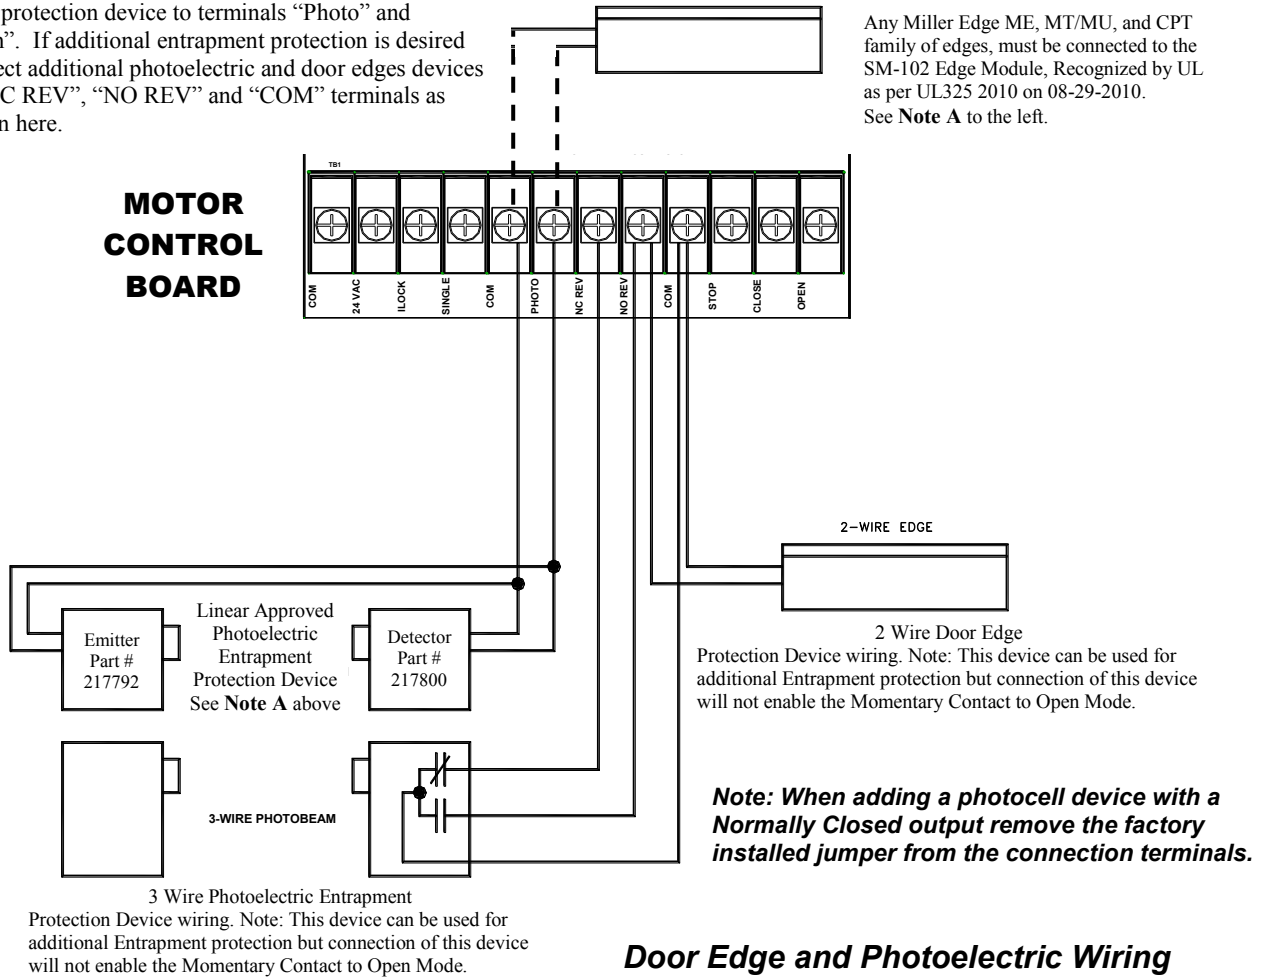 protection device to terminals “Photo” and
”. If additional entrapment protection is desired
additional photoelectric and door edges devices
REV”, “NO REV” and “COM” terminals as
here.
Any Miller Edge ME, MT/MU, and CPT
family of edges, must be connected to the
SM-102 Edge Module, Recognized by UL
as per UL325 2010 on 08-29-2010.
See Note A to the left.
MOTOR
CONTROL
BOARD
TB1
COM
24 VAC
ILOCK
SINGLE
COM
PHOTO
NC REV
NO REV
COM
STOP
CLOSE
OPEN
2-WIRE EDGE
2 Wire Door Edge
Protection Device wiring. Note: This device can be used for
additional Entrapment protection but connection of this device
will not enable the Momentary Contact to Open Mode.
Emitter
Part #
217792
Linear Approved
Photoelectric
Entrapment
Protection Device
See Note A above
Detector
Part #
217800
3-WIRE PHOTOBEAM
Note: When adding a photocell device with a
Normally Closed output remove the factory
installed jumper from the connection terminals.
3 Wire Photoelectric Entrapment
Protection Device wiring. Note: This device can be used for
additional Entrapment protection but connection of this device
will not enable the Momentary Contact to Open Mode.
Door Edge and Photoelectric Wiring